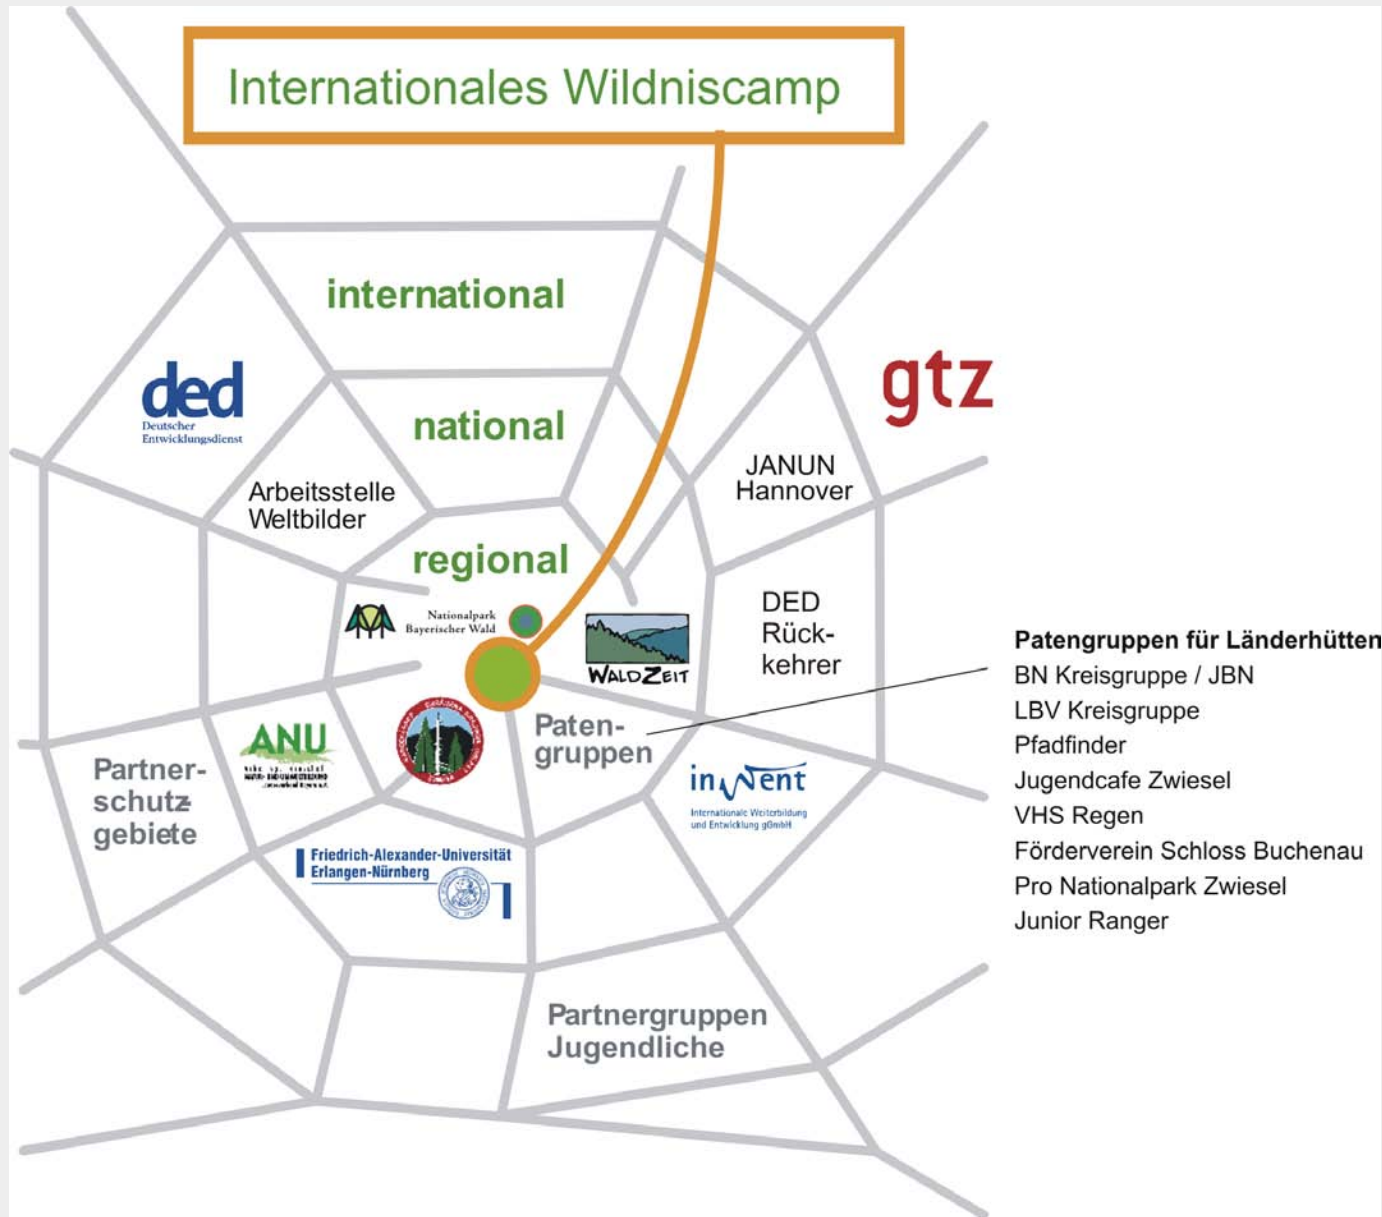 Internationales Wildniscamp
international
ded
Deutscher
Entwicklungsdienst
gtz
national
JANUN
Hannover
Arbeitsstelle
Weltbilder
regional
Nationalpark
Bayerischer Wald
WALDZEIT
DED
Rück-
kehrer
Paten-
gruppen
Patengruppen für Länderhütten
BN Kreisgruppe / JBN
LBV Kreisgruppe
Pfadfinder
Jugendcafe Zwiesel
VHS Regen
Förderverein Schloss Buchenau
Pro Nationalpark Zwiesel
Junior Ranger
ANU
Partner-
schutz-
gebiete
inWent
Internationale Weiterbildung
und Entwicklung gGmbH
Friedrich-Alexander-Universität
Erlangen-Nürnberg
Partnergruppen
Jugendliche